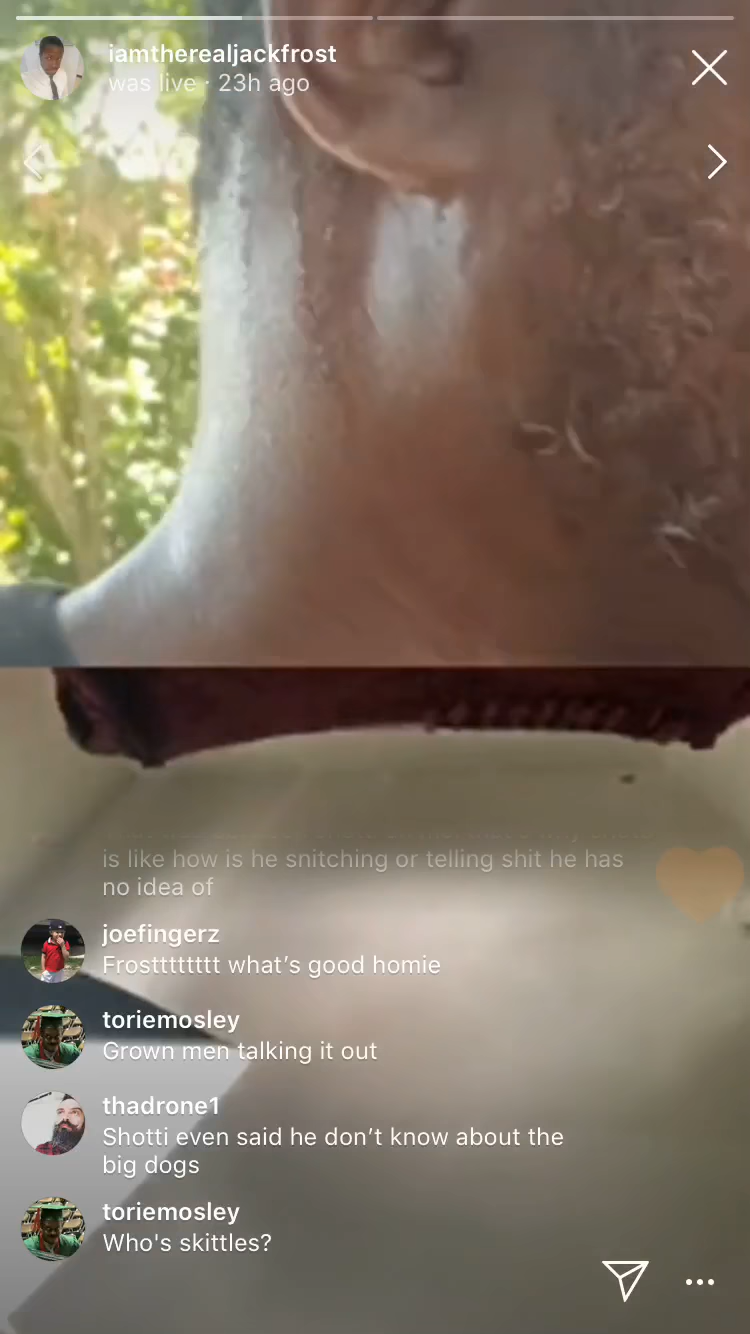 iamtherealjackfrost
was live · 23h ago
is like how is he snitching or telling shit he has
no idea of
joefingerz
Frostttttttt what’s good homie
toriemosley
Grown men talking it out
thadrone1
Shotti even said he don’t know about the
big dogs
toriemosley
Who's skittles?